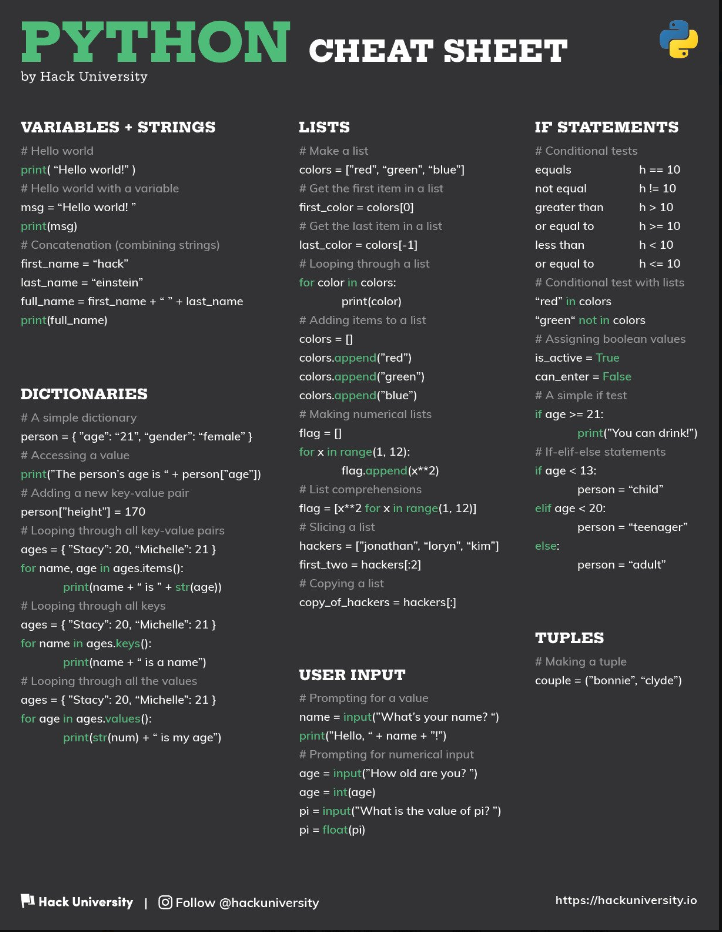 PYTHON CHEAT SHEET
by Hack University
VARIABLES + STRINGS
# Hello world
print( “Hello world!” )
# Hello world with a variable
msg = “Hello world! ”
print(msg)
# Concatenation (combining strings)
first_name = “hack”
last_name = “einstein”
full_name = first_name + “ ” + last_name
print(full_name)
DICTIONARIES
# A simple dictionary
person = { ”age”: “21”, “gender”: “female” }
# Accessing a value
print(”The person’s age is “ + person[”age”])
# Adding a new key-value pair
person[”height”] = 170
# Looping through all key-value pairs
ages = { ”Stacy”: 20, “Michelle”: 21 }
for name, age in ages.items():
print(name + “ is ” + str(age))
# Looping through all keys
ages = { ”Stacy”: 20, “Michelle”: 21 }
for name in ages.keys():
print(name + “ is a name”)
# Looping through all the values
ages = { ”Stacy”: 20, “Michelle”: 21 }
for age in ages.values():
print(str(num) + “ is my age”)
LISTS
# Make a list
colors = [”red”, “green”, “blue”]
# Get the first item in a list
first_color = colors[0]
# Get the last item in a list
last_color = colors[-1]
# Looping through a list
for color in colors:
print(color)
# Adding items to a list
colors = []
colors.append(”red”)
colors.append(”green”)
colors.append(”blue”)
# Making numerical lists
flag = []
for x in range(1, 12):
flag.append(x**2)
# List comprehensions
flag = [x**2 for x in range(1, 12)]
# Slicing a list
hackers = [”jonathan”, “loryn”, “kim”]
first_two = hackers[:2]
# Copying a list
copy_of_hackers = hackers[:]
USER INPUT
# Prompting for a value
name = input(”What’s your name? “)
print(”Hello, “ + name + ”!”)
# Prompting for numerical input
age = input(”How old are you? ”)
age = int(age)
pi = input(”What is the value of pi? ”)
pi = float(pi)
IF STATEMENTS
# Conditional tests
equals h == 10
not equal h != 10
greater than h > 10
or equal to h >= 10
less than h < 10
or equal to h <= 10
# Conditional test with lists
“red” in colors
“green“ not in colors
# Assigning boolean values
is_active = True
can_enter = False
# A simple if test
if age >= 21:
print(”You can drink!”)
# If-elif-else statements
if age < 13:
person = “child”
elif age < 20:
person = “teenager”
else:
person = “adult”
TUPLES
# Making a tuple
couple = (”bonnie”, “clyde”)
Hack University | Follow @hackuniversity
https://hackuniversity.io